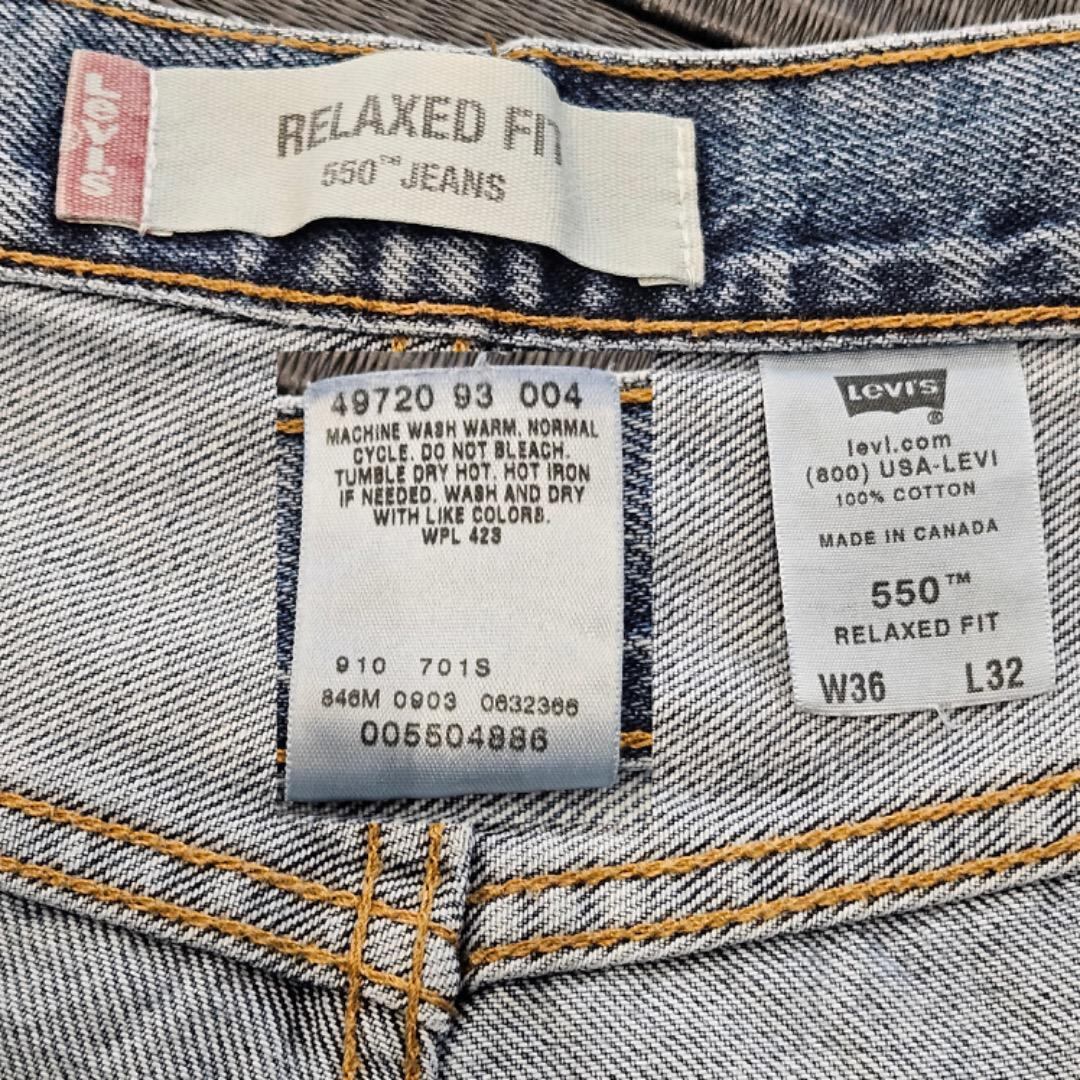 LEVI'S
RELAXED FIT
550™ JEANS
49720 93 004
MACHINE WASH WARM, NORMAL
CYCLE. DO NOT BLEACH.
TUMBLE DRY HOT. HOT IRON
IF NEEDED. WASH AND DRY
WITH LIKE COLORS.
WPL 423
910 701S
846M 0903 0632366
005504886
LEVI'S
®
levi.com
(800) USA-LEVI
100% COTTON
MADE IN CANADA
550™
RELAXED FIT
W36 L32